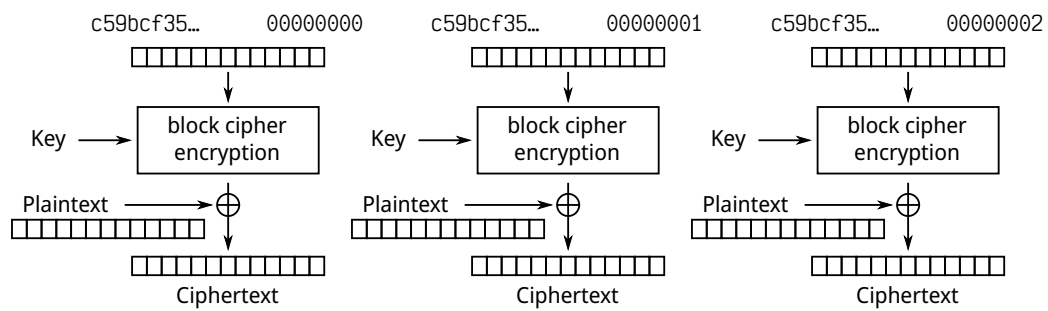 c59bcf35… 00000000 c59bcf35… 00000001 c59bcf35… 00000002
Key block cipher encryption Key block cipher encryption Key block cipher encryption
Plaintext Plaintext Plaintext
Ciphertext Ciphertext Ciphertext